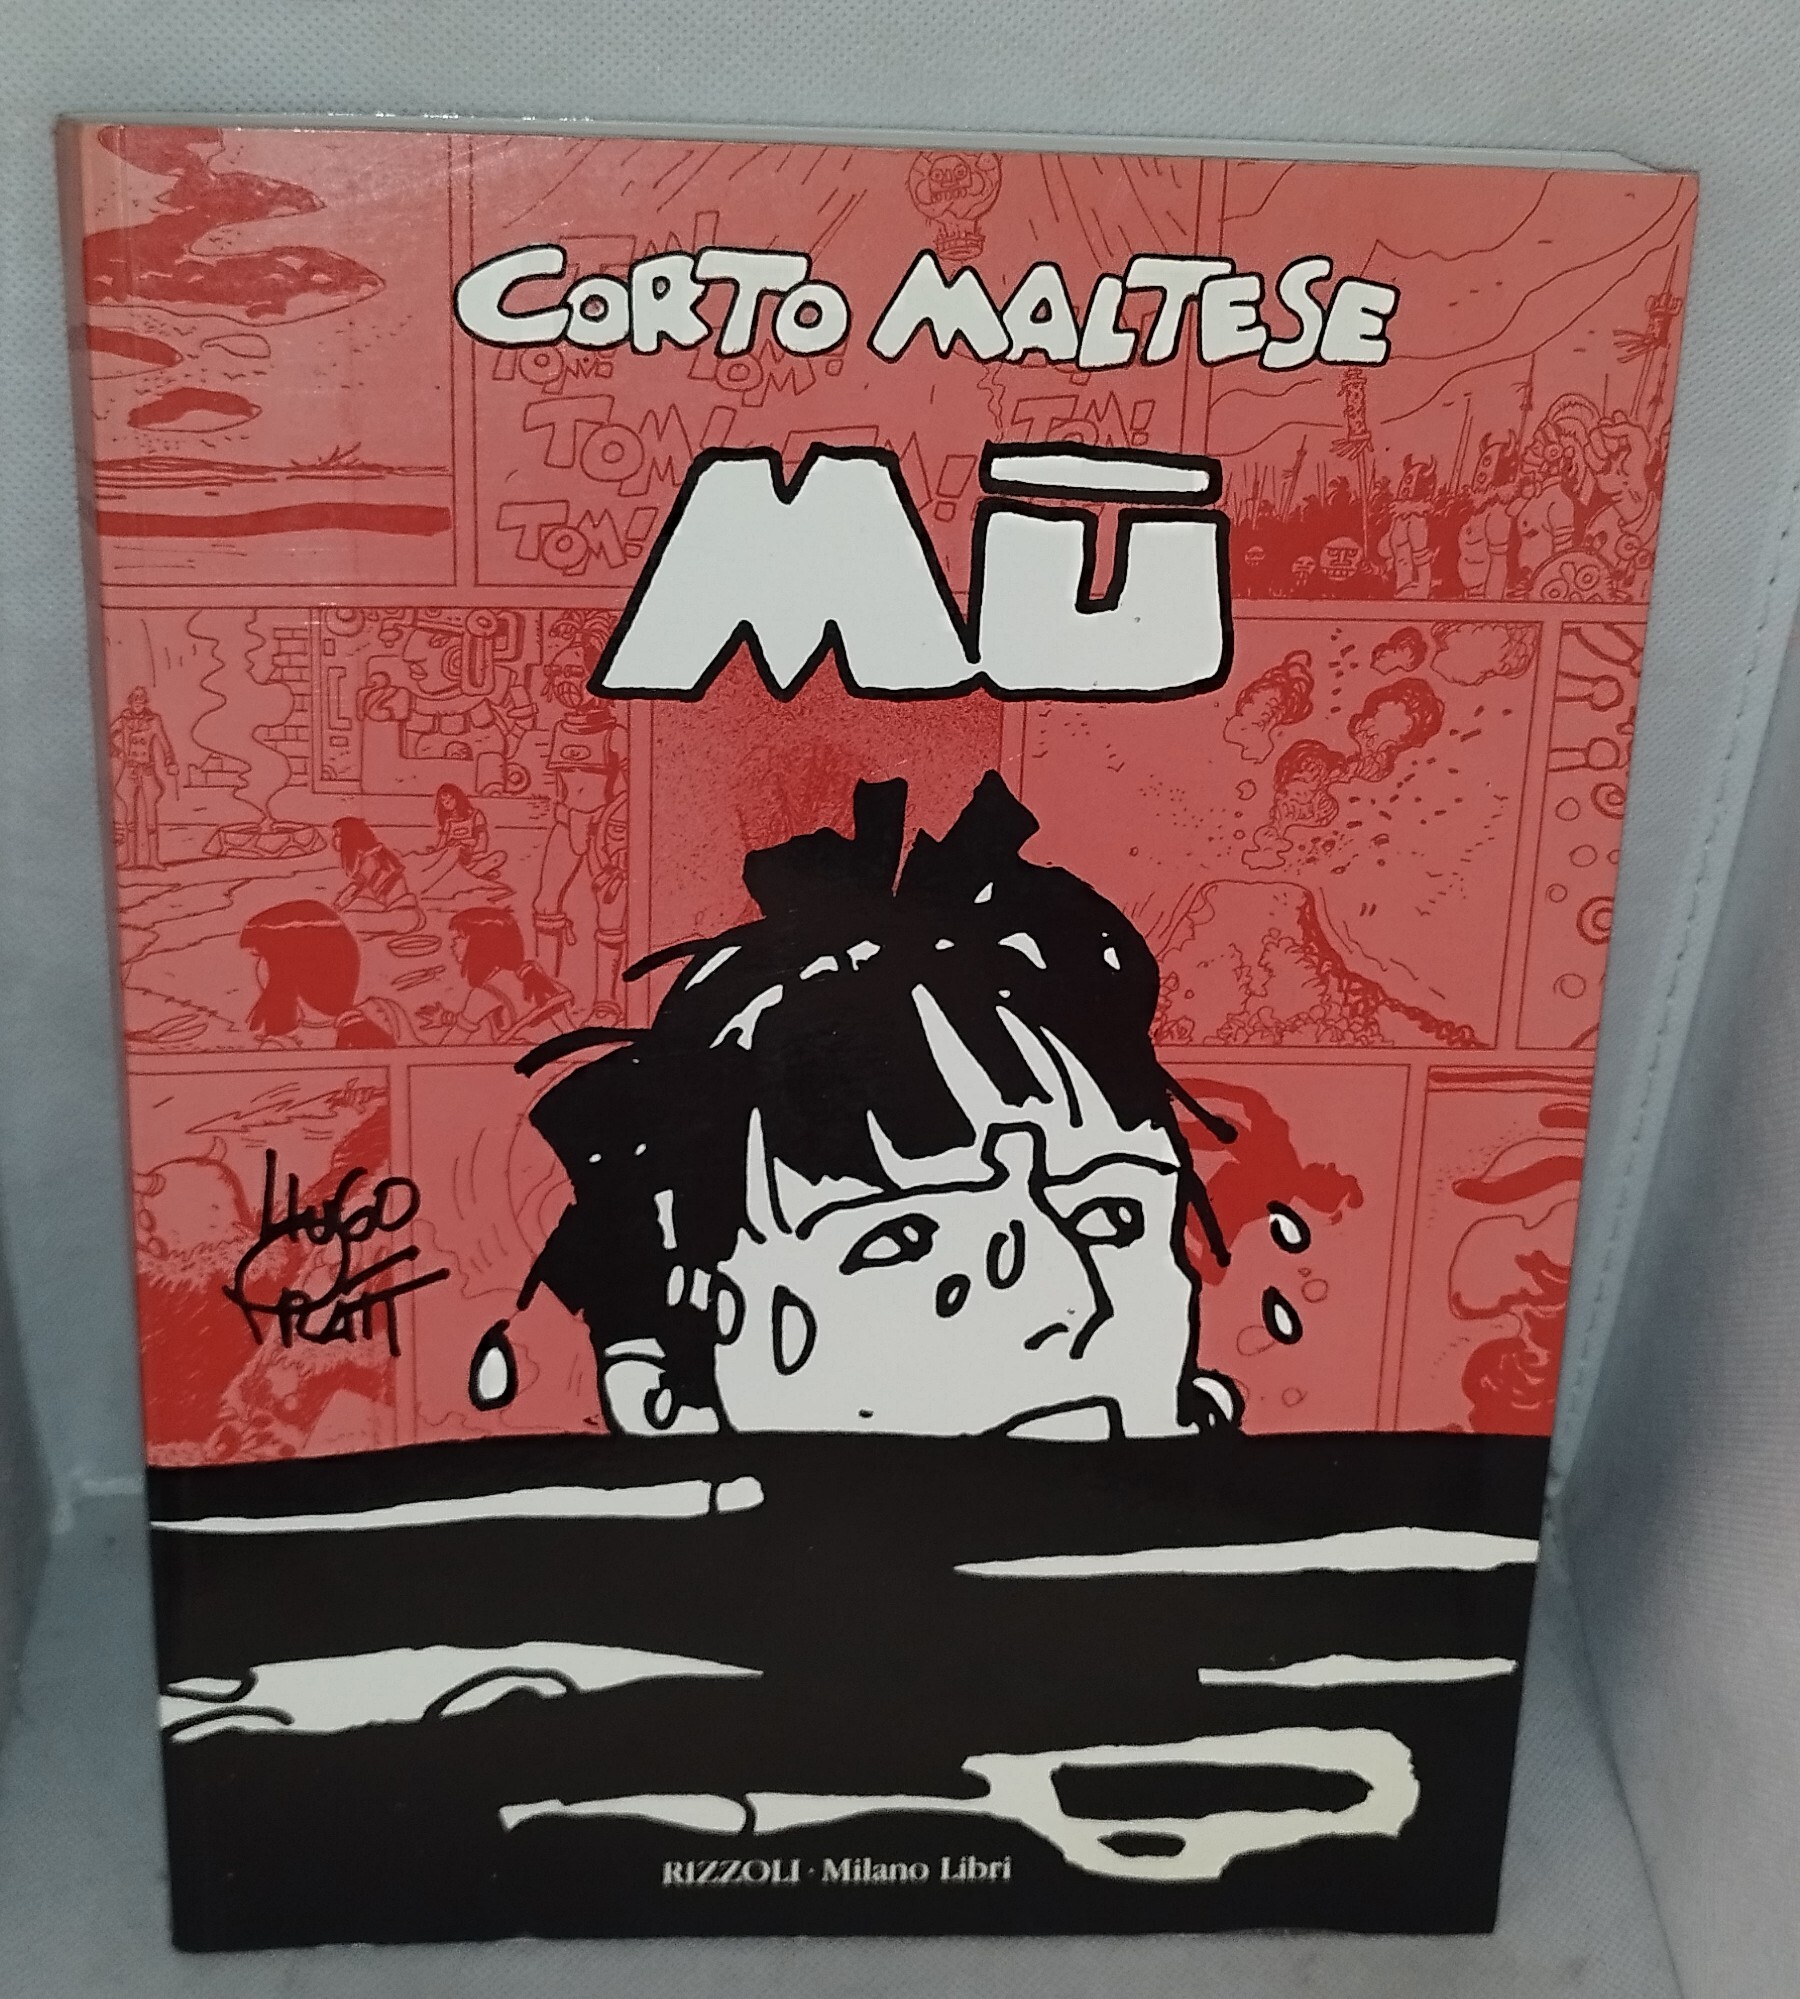 CORTO MALTESE
TOM! TOM!
TOM! TOM!
TOM!
MŪ
HUGO
PRATT
RIZZOLI · Milano Libri